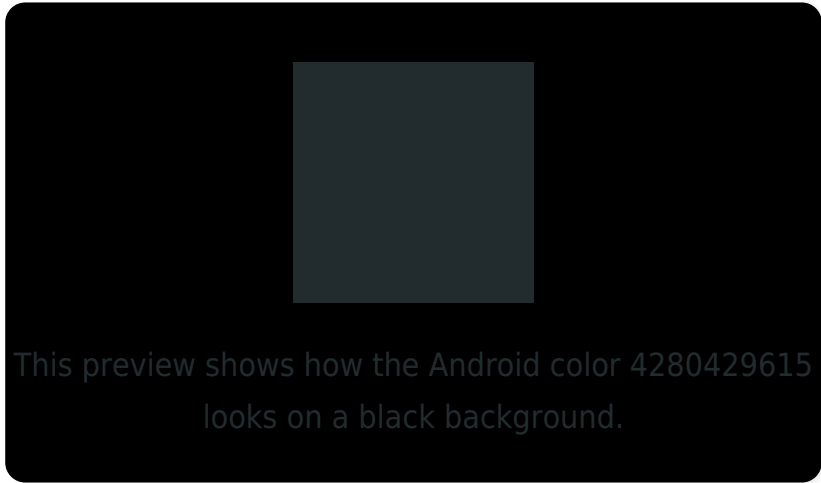 This preview shows how the Android color 4280429615
looks on a black background.